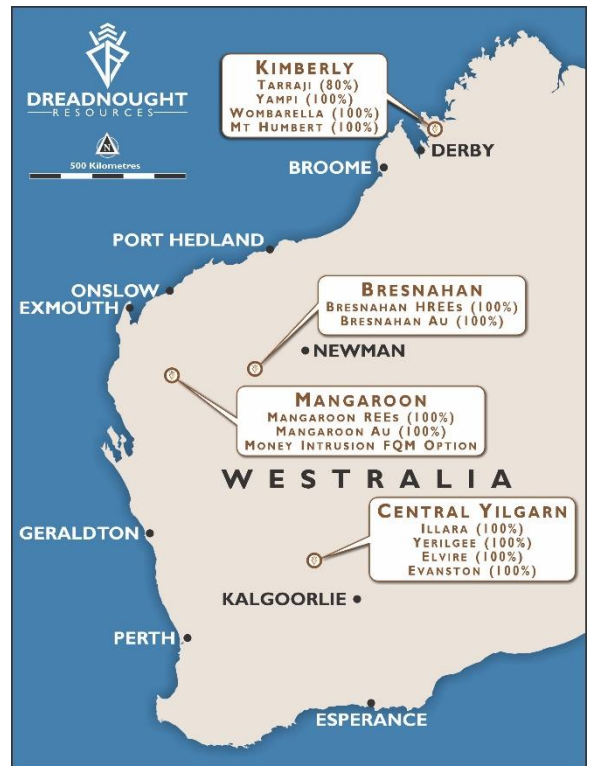 DREADNOUGHT
RESOURCES
N
500 Kilometres
KIMBERLY
TARRAJI (80%)
YAMPI (100%)
WOMBARELLA (100%)
MT HUMBERT (100%)
DERBY
BROOME
PORT HEDLAND
ONSLOW
EXMOUTH
BRESNAHAN
BRESNAHAN HREES (100%)
BRESNAHAN AU (100%)
NEWMAN
MANGAROON
MANGAROON REES (100%)
MANGAROON AU (100%)
MONEY INTRUSION FQM OPTION
WESTRALIA
CENTRAL YILGARN
ILLARA (100%)
YERILGEE (100%)
ELVIRE (100%)
EVANSTON (100%)
GERALDTON
KALGOORLIE
PERTH
ESPERANCE